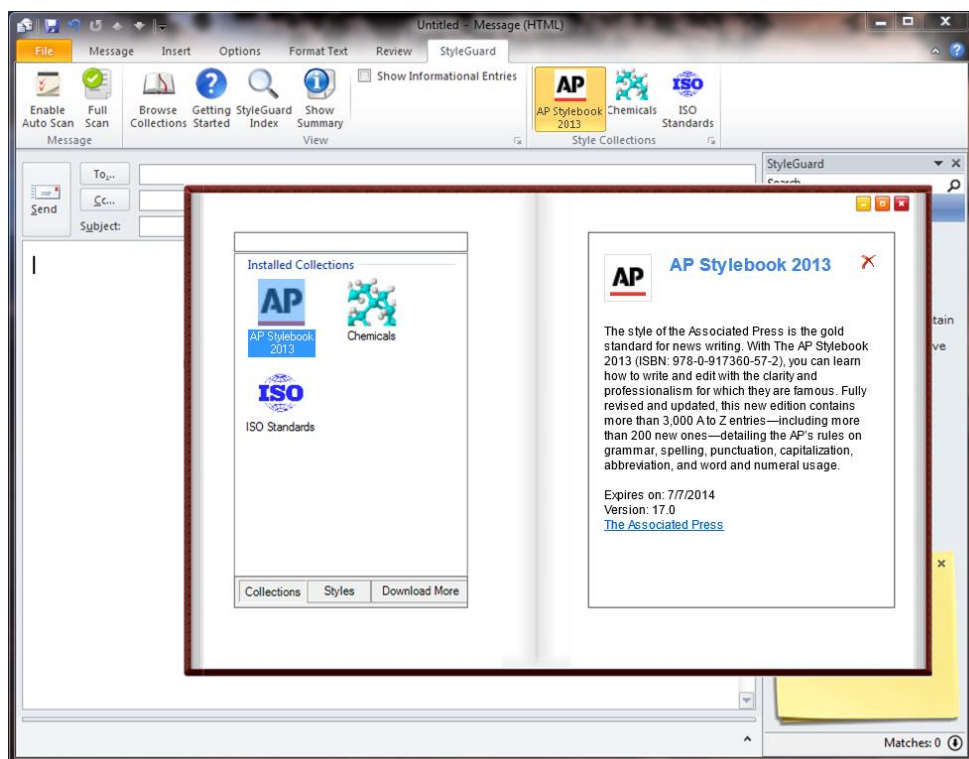 Untitled - Message (HTML)
File Message Insert Options Format Text Review StyleGuard
Enable Auto Scan
Full Scan
Message
Browse Collections
Getting Started
StyleGuard Index
Show Summary
View
Show Informational Entries
AP
AP Stylebook 2013
Chemicals
ISO
ISO Standards
Style Collections
StyleGuard
Search
Send
To...
Cc...
Subject:
Installed Collections
AP
AP Stylebook
2013
Chemicals
ISO
ISO Standards
Collections Styles Download More
AP
AP Stylebook 2013
The style of the Associated Press is the gold
standard for news writing. With The AP Stylebook
2013 (ISBN: 978-0-917360-57-2), you can learn
how to write and edit with the clarity and
professionalism for which they are famous. Fully
revised and updated, this new edition contains
more than 3,000 A to Z entries—including more
than 200 new ones—detailing the AP's rules on
grammar, spelling, punctuation, capitalization,
abbreviation, and word and numeral usage.
Expires on: 7/7/2014
Version: 17.0
The Associated Press
Matches: 0